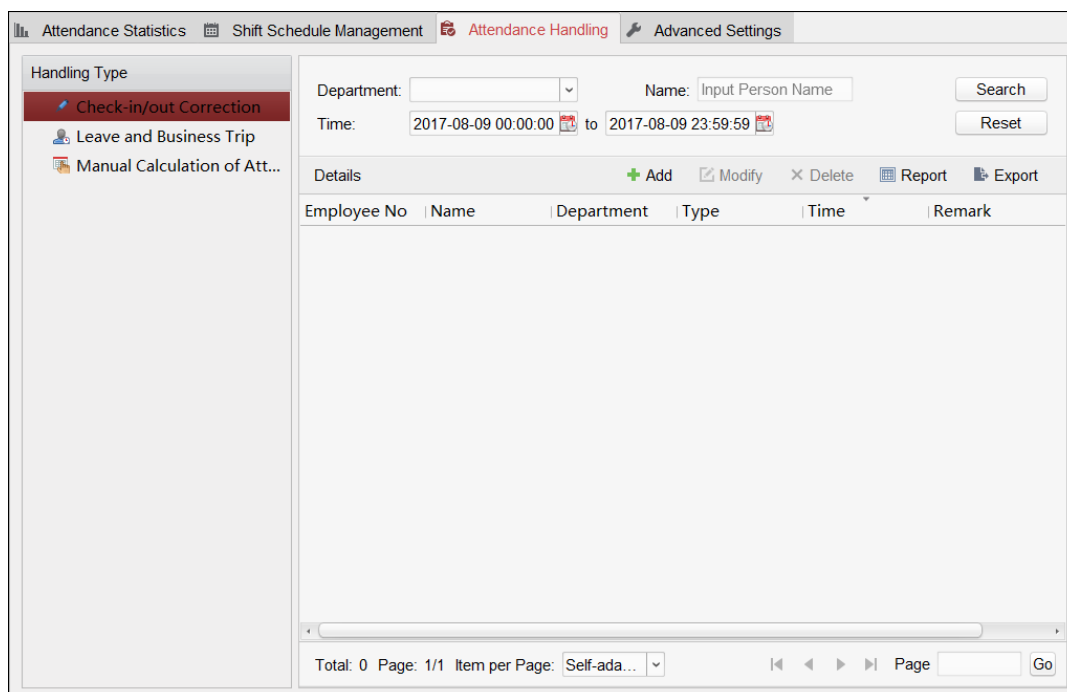 Attendance Statistics Shift Schedule Management Attendance Handling Advanced Settings
Handling Type
Check-in/out Correction
Leave and Business Trip
Manual Calculation of Att...
Department: Name: Input Person Name Search
Time: 2017-08-09 00:00:00 to 2017-08-09 23:59:59 Reset
Details Add Modify Delete Report Export
Employee No Name Department Type Time Remark
Total: 0 Page: 1/1 Item per Page: Self-ada... Page Go